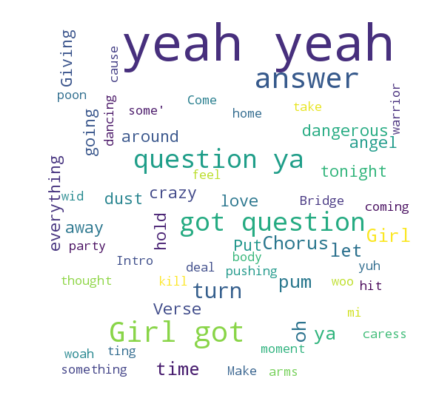 yeah yeah
Giving
cause
answer
poon
dancing
some'
Come
home
take
warrior
going
around
dangerous
angel
question ya
tonight
feel
everything
wid
dust
crazy
love
Bridge
coming
away
party
hold
got question
Girl
Put
Chorus
let
Intro
deal
body
pushing
yuh
thought
kill
turn
pum
woo
hit
Verse
mi
Girl got
oh
ya
caress
woah
ting
moment
something
time
Make
arms